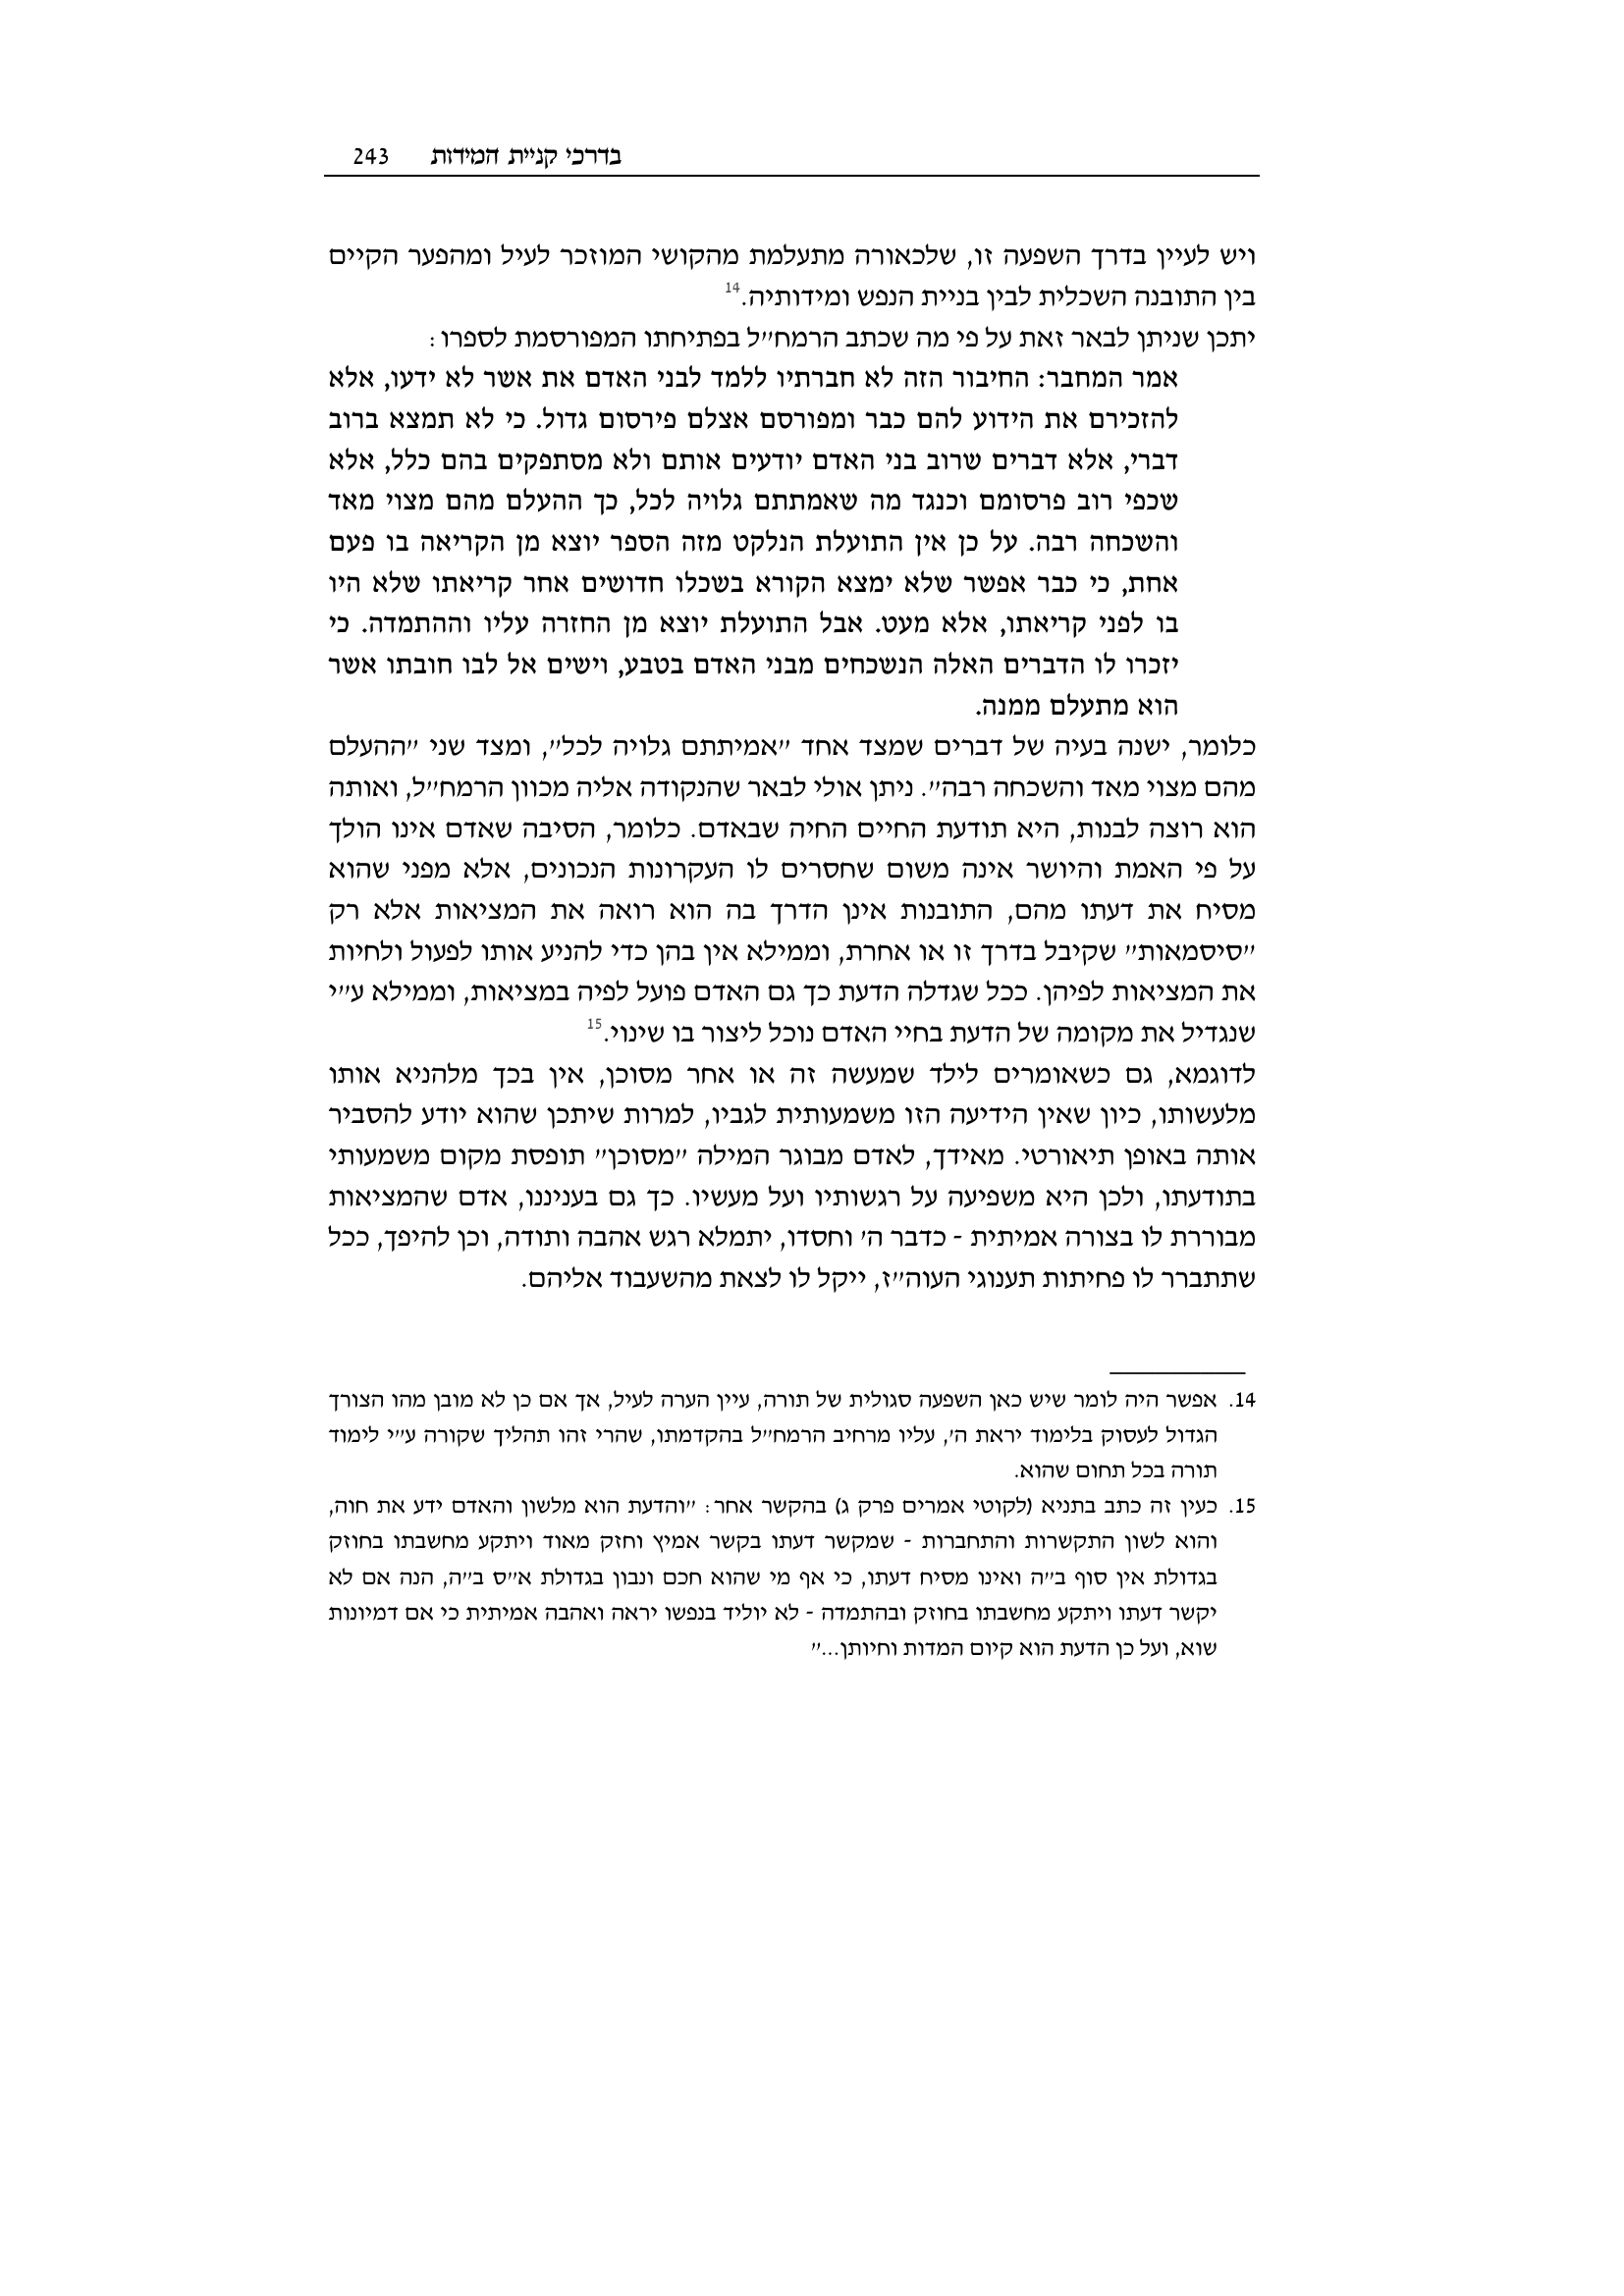 בדרכי קניית המידות 243
ויש לעיין בדרך השפעה זו, שלכאורה מתעלמת מהקושי המוזכר לעיל ומהפער הקיים
בין התובנה השכלית לבין בניית הנפש ומידותיה.14
יתכן שניתן לבאר זאת על פי מה שכתב הרמח״ל בפתיחתו המפורסמת לספרו:
אמר המחבר: החיבור הזה לא חברתיו ללמד לבני האדם את אשר לא ידעו, אלא
להזכירם את הידוע להם כבר ומפורסם אצלם פירסום גדול. כי לא תמצא ברוב
דברי, אלא דברים שרוב בני האדם יודעים אותם ולא מסתפקים בהם כלל, אלא
שכפי רוב פרסומם וכנגד מה שאמתתם גלויה לכל, כך ההעלם מהם מצוי מאד
והשכחה רבה. על כן אין התועלת הנלקט מזה הספר יוצא מן הקריאה בו פעם
אחת, כי כבר אפשר שלא ימצא הקורא בשכלו חדושים אחר קריאתו שלא היו
בו לפני קריאתו, אלא מעט. אבל התועלת יוצא מן החזרה עליו וההתמדה. כי
יזכרו לו הדברים האלה הנשכחים מבני האדם בטבע, וישים אל לבו חובתו אשר
הוא מתעלם ממנה.
כלומר, ישנה בעיה של דברים שמצד אחד ״אמיתתם גלויה לכל״, ומצד שני ״ההעלם
מהם מצוי מאד והשכחה רבה״. ניתן אולי לבאר שהנקודה אליה מכוון הרמח״ל, ואותה
הוא רוצה לבנות, היא תודעת החיים החיה שבאדם. כלומר, הסיבה שאדם אינו הולך
על פי האמת והיושר אינה משום שחסרים לו העקרונות הנכונים, אלא מפני שהוא
מסיח את דעתו מהם, התובנות אינן הדרך בה הוא רואה את המציאות אלא רק
״סיסמאות״ שקיבל בדרך זו או אחרת, וממילא אין בהן כדי להניע אותו לפעול ולחיות
את המציאות לפיהן. ככל שגדלה הדעת כך גם האדם פועל לפיה במציאות, וממילא ע״י
שנגדיל את מקומה של הדעת בחיי האדם נוכל ליצור בו שינוי.15
לדוגמא, גם כשאומרים לילד שמעשה זה או אחר מסוכן, אין בכך מלהניא אותו
מלעשותו, כיון שאין הידיעה הזו משמעותית לגביו, למרות שיתכן שהוא יודע להסביר
אותה באופן תיאורטי. מאידך, לאדם מבוגר המילה ״מסוכן״ תופסת מקום משמעותי
בתודעתו, ולכן היא משפיעה על רגשותיו ועל מעשיו. כך גם בעניננו, אדם שהמציאות
מבוררת לו בצורה אמיתית - כדבר ה׳ וחסדו, יתמלא רגש אהבה ותודה, וכן להיפך, ככל
שתתברר לו פחיתות תענוגי העוה״ז, ייקל לו לצאת מהשעבוד אליהם.
14. אפשר היה לומר שיש כאן השפעה סגולית של תורה, עיין הערה לעיל, אך אם כן לא מובן מהו הצורך
הגדול לעסוק בלימוד יראת ה׳, עליו מרחיב הרמח״ל בהקדמתו, שהרי זהו תהליך שקורה ע״י לימוד
תורה בכל תחום שהוא.
15. כעין זה כתב בתניא (לקוטי אמרים פרק ג) בהקשר אחר: ״והדעת הוא מלשון והאדם ידע את חוה,
והוא לשון התקשרות והתחברות - שמקשר דעתו בקשר אמיץ וחזק מאוד ויתקע מחשבתו בחוזק
בגדולת אין סוף ב״ה ואינו מסיח דעתו, כי אף מי שהוא חכם ונבון בגדולת א״ס ב״ה, הנה אם לא
יקשר דעתו ויתקע מחשבתו בחוזק ובהתמדה - לא יוליד בנפשו יראה ואהבה אמיתית כי אם דמיונות
שוא, ועל כן הדעת הוא קיום המדות וחיותן...״